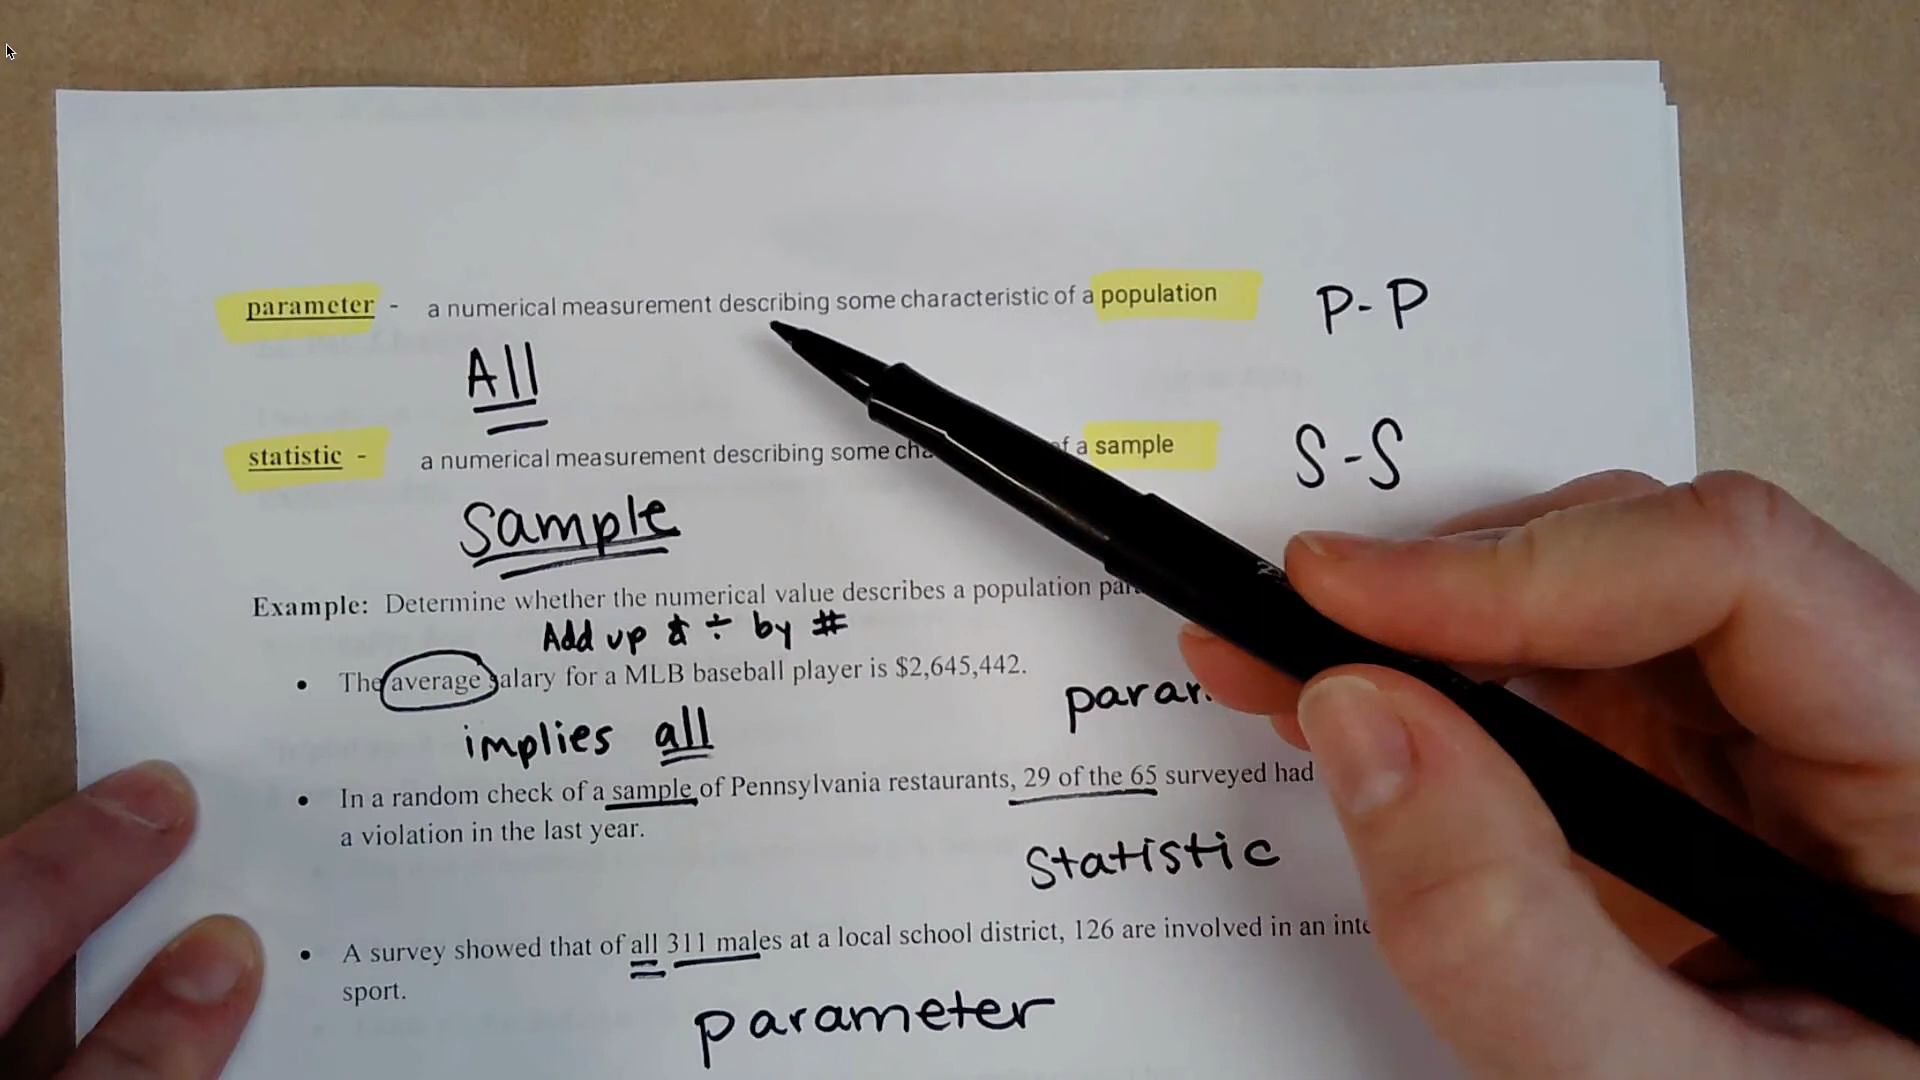 parameter - a numerical measurement describing some characteristic of a population P-P
All
statistic - a numerical measurement describing some of a sample S-S
Sample
Example: Determine whether the numerical value describes a population
Add up & ÷ by #
• The average salary for a MLB baseball player is $2,645,442.
implies all
• In a random check of a sample of Pennsylvania restaurants, 29 of the 65 surveyed had
a violation in the last year.
Statistic
• A survey showed that of all 311 males at a local school district, 126 are involved in an
sport.
parameter